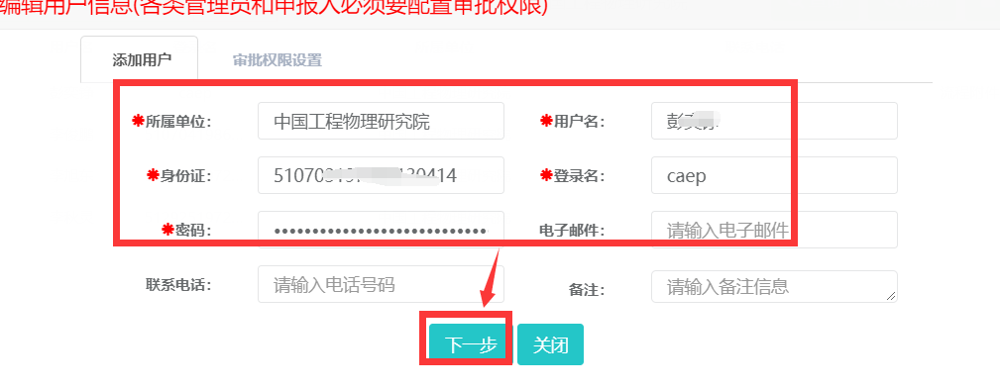 编辑用户信息(各类管理员和申报人必须要配置审批权限)
添加用户 审批权限设置
*所属单位: 中国工程物理研究院 *用户名: 彭
*身份证: 510703197 130414 *登录名: caep
*密码: •••••••••••••••••••••••••••• 电子邮件: 请输入电子邮件
联系电话: 请输入电话号码 备注: 请输入备注信息
下一步 关闭